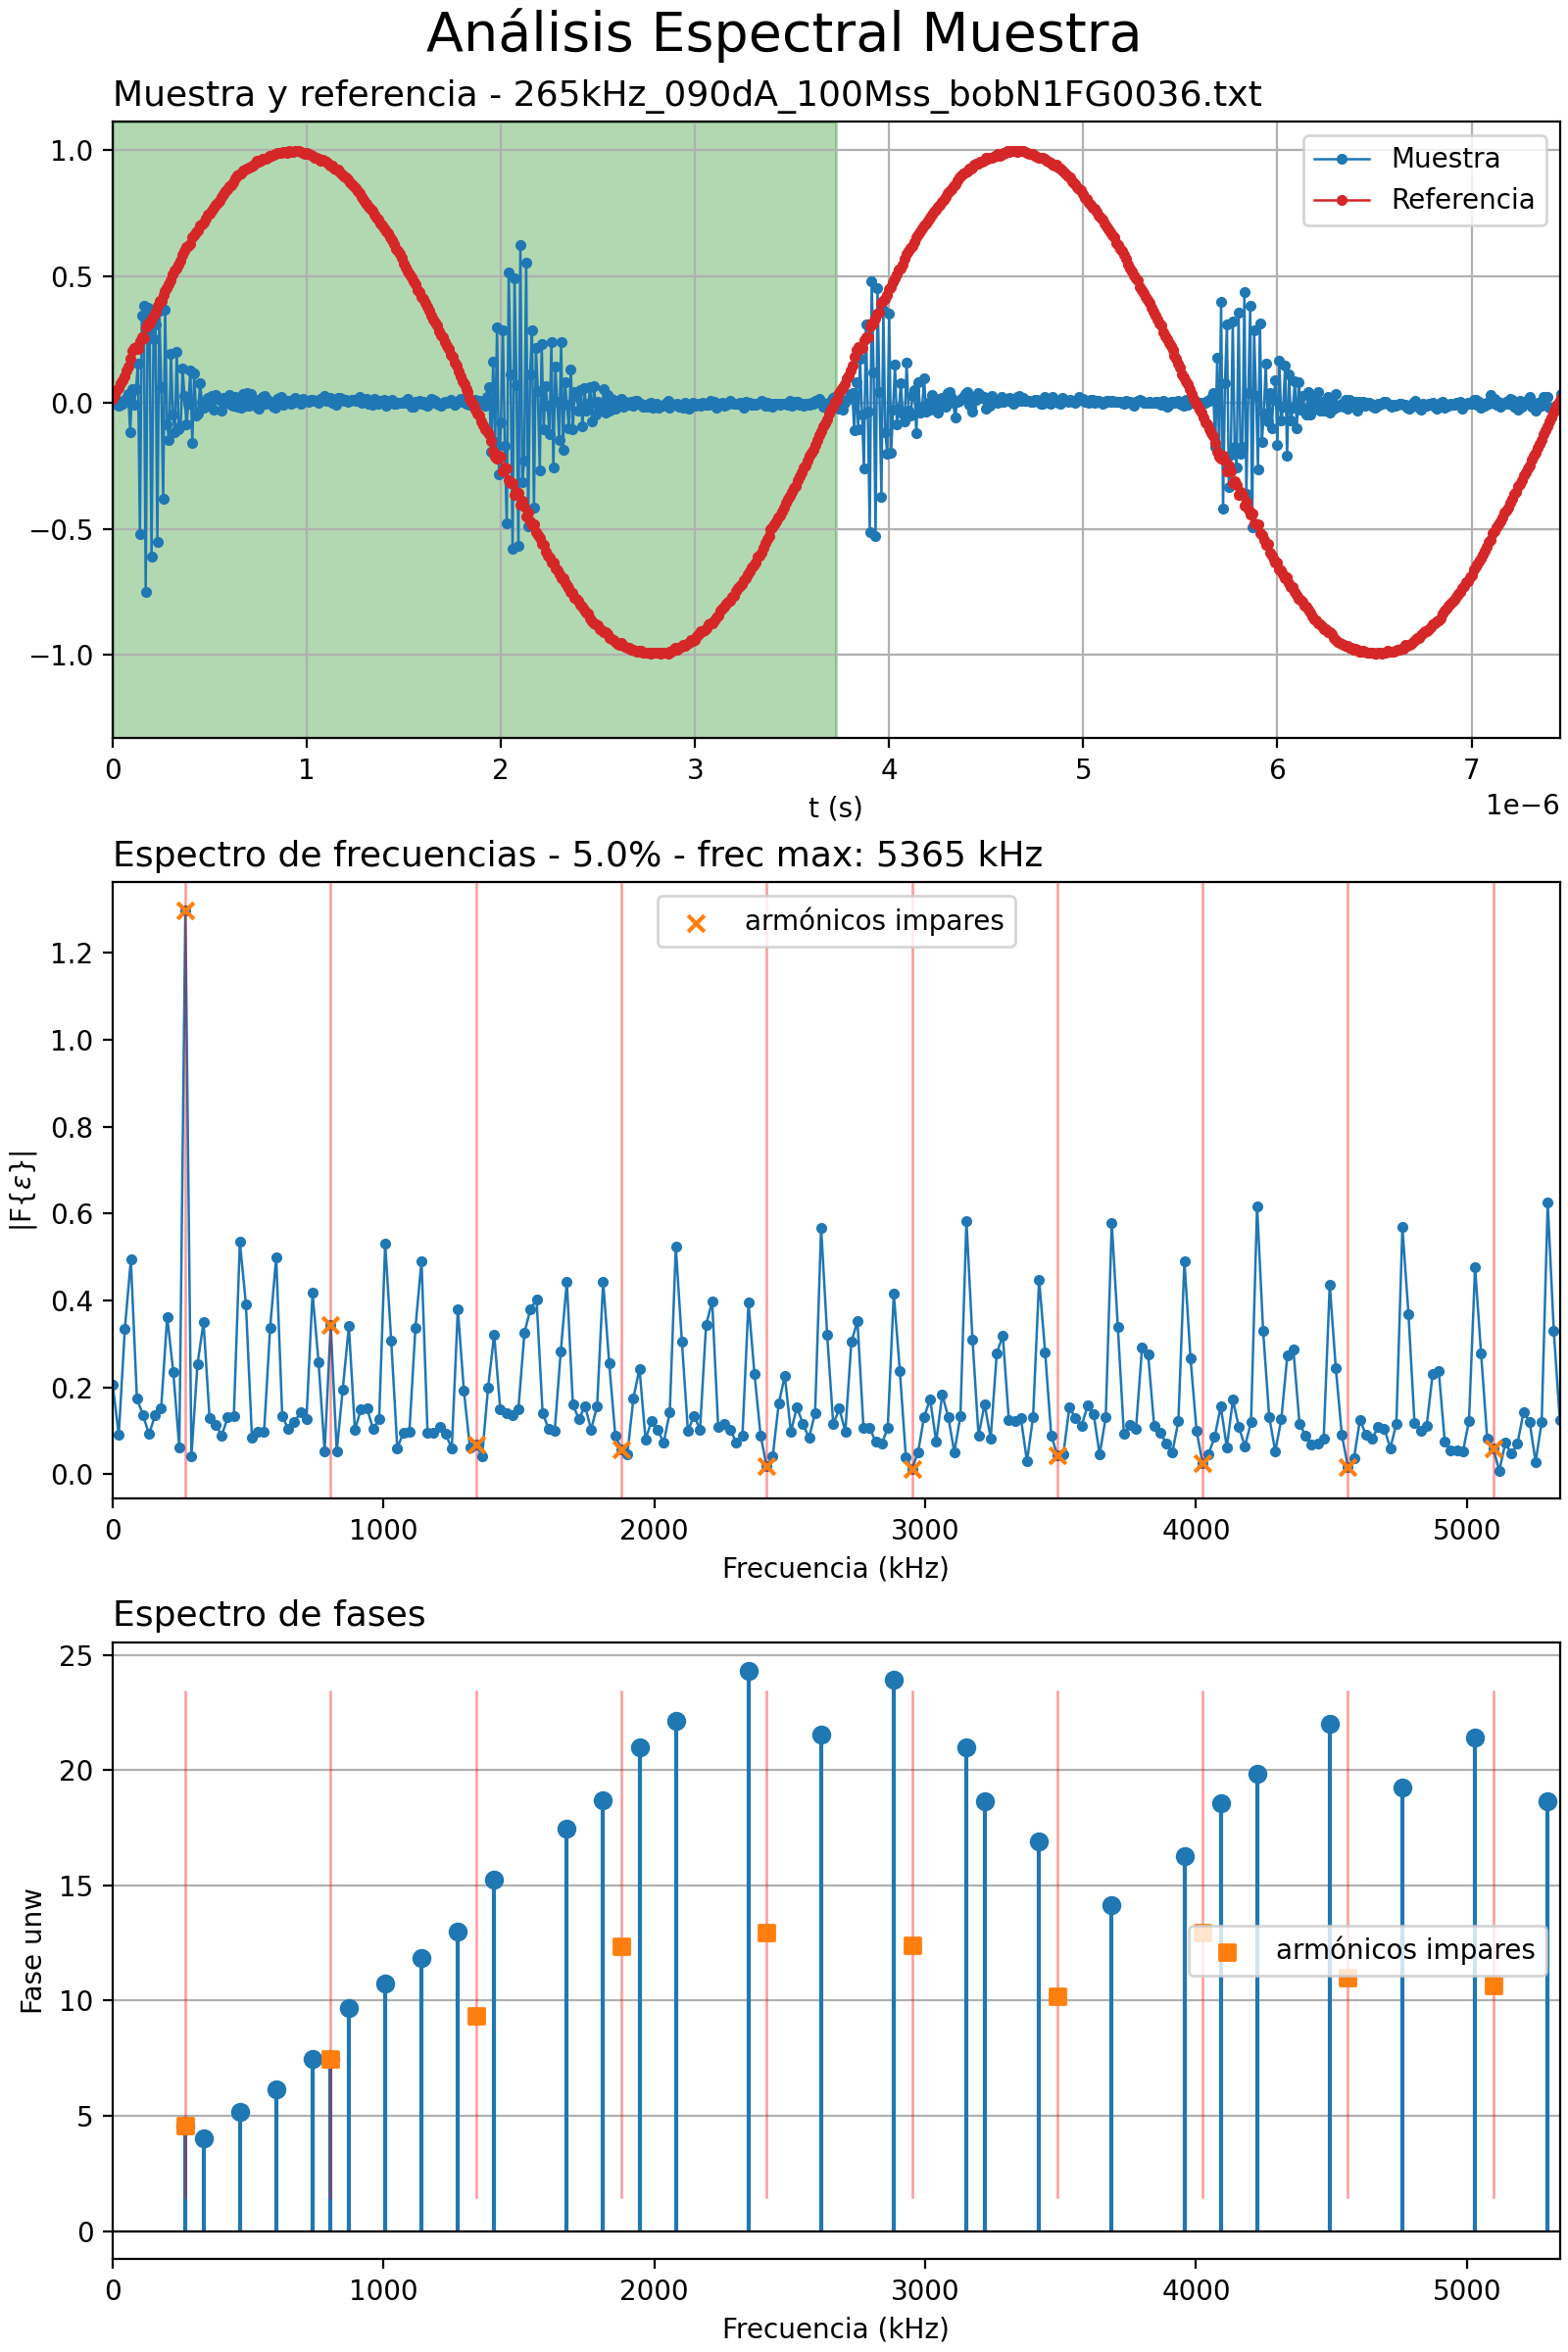 Análisis Espectral Muestra
Muestra y referencia - 265kHz_090dA_100Mss_bobN1FG0036.txt
1.0
0.5
0.0
−0.5
−1.0
Muestra
Referencia
0 1 2 3 4 5 6 7
t (s)
1e−6
Espectro de frecuencias - 5.0% - frec max: 5365 kHz
armónicos impares
1.2
1.0
0.8
0.6
0.4
0.2
0.0
|F{ε}|
0 1000 2000 3000 4000 5000
Frecuencia (kHz)
Espectro de fases
25
20
15
10
5
0
Fase unw
armónicos impares
0 1000 2000 3000 4000 5000
Frecuencia (kHz)